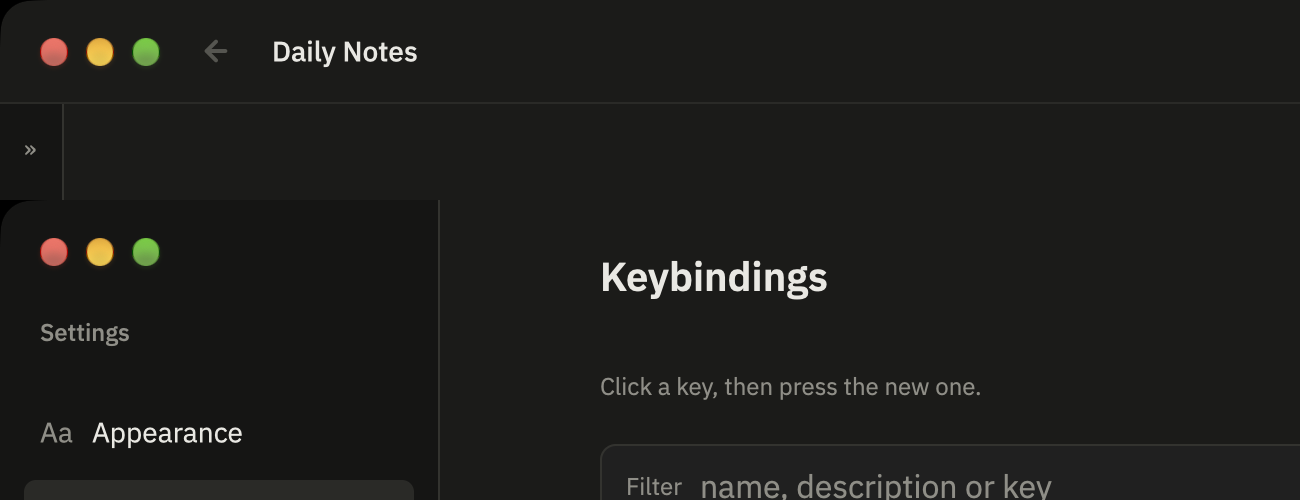 Daily Notes
»
Settings
Aa Appearance
Keybindings
Click a key, then press the new one.
Filter name, description or key